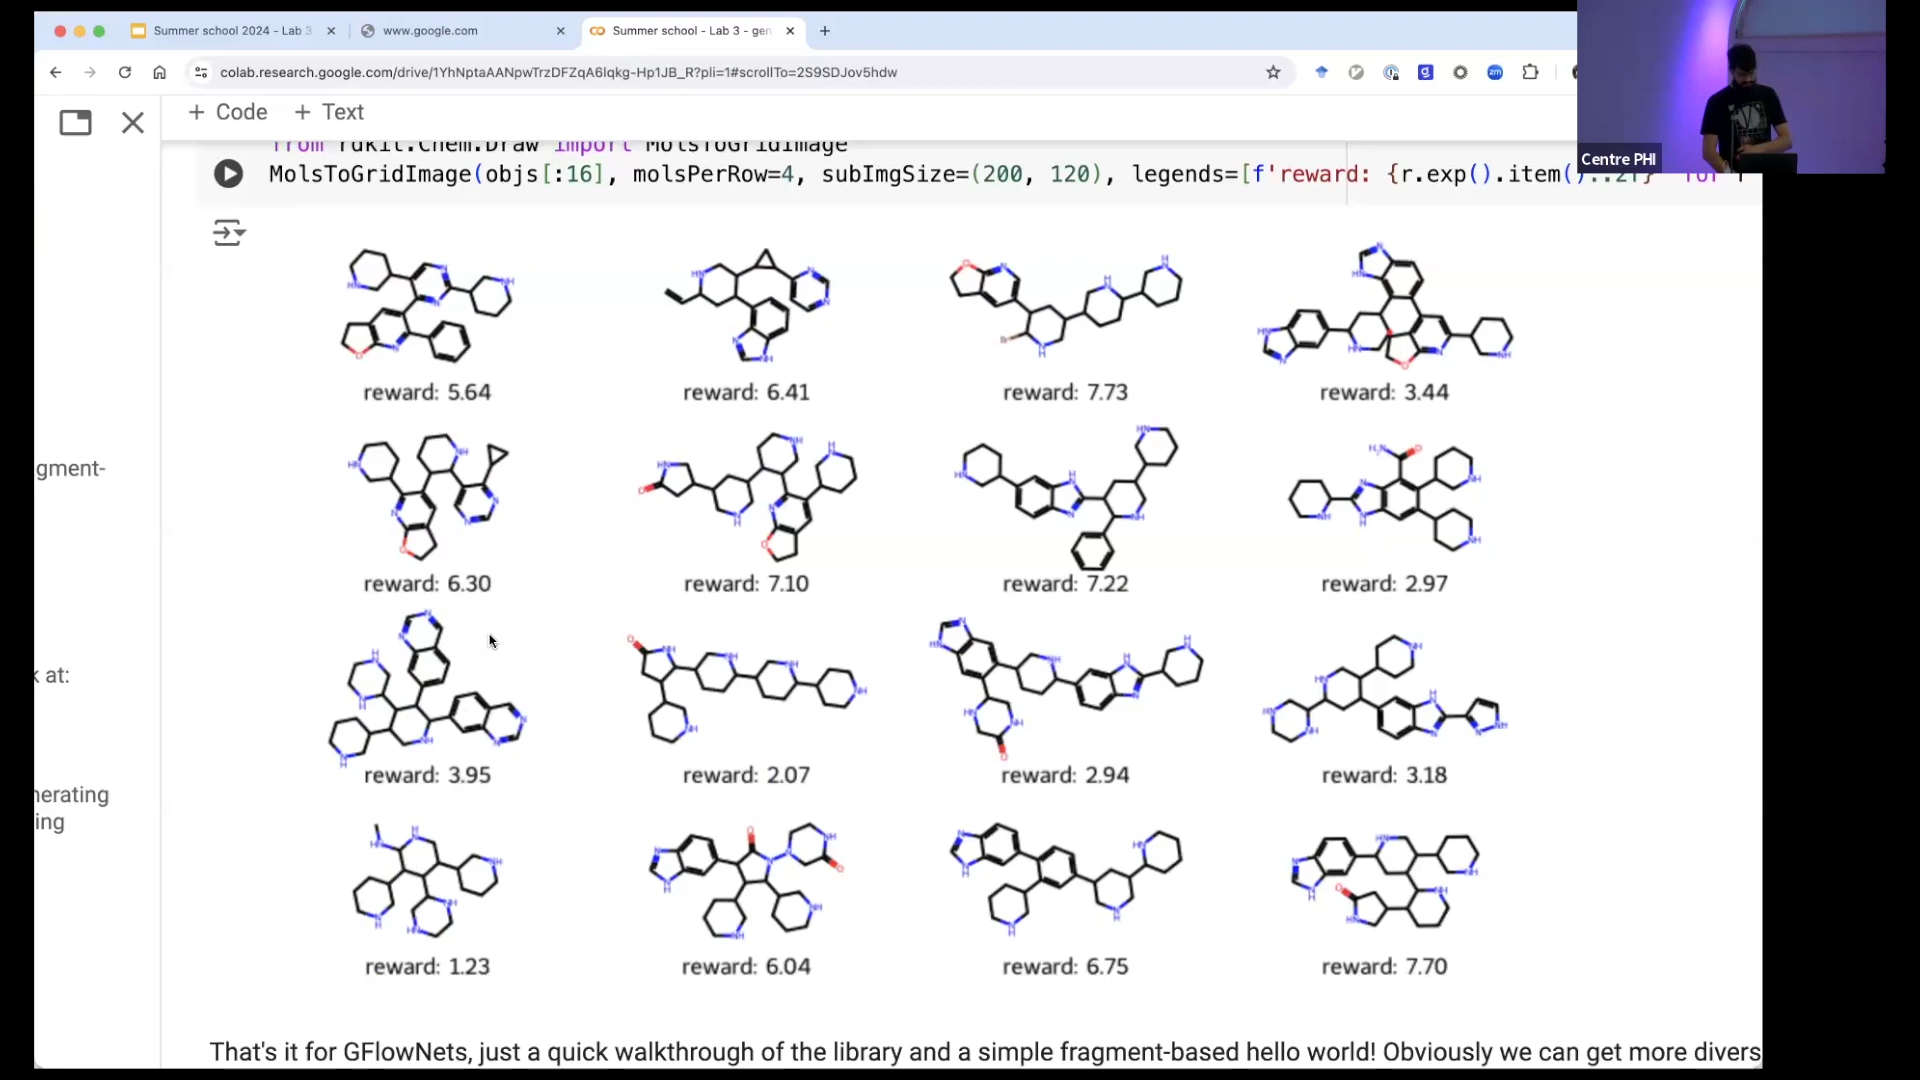 Summer school 2024 - Lab 3
www.google.com
Summer school - Lab 3 - gen
colab.research.google.com/drive/1YhNptaAANpwTrzDFZqA6lqkg-Hp1JB_R?pli=1#scrollTo=2S9SDJov5hdw
Centre PHI
+ Code + Text
from rdkit.Chem.Draw import MolsToGridImage
MolsToGridImage(objs[:16], molsPerRow=4, subImgSize=(200, 120), legends=[f'reward: {r.exp().item():.2f}' for r
reward: 5.64 reward: 6.41 reward: 7.73 reward: 3.44
gment-
reward: 6.30 reward: 7.10 reward: 7.22 reward: 2.97
k at:
reward: 3.95 reward: 2.07 reward: 2.94 reward: 3.18
nerating
ing
reward: 1.23 reward: 6.04 reward: 6.75 reward: 7.70
That's it for GFlowNets, just a quick walkthrough of the library and a simple fragment-based hello world! Obviously we can get more divers